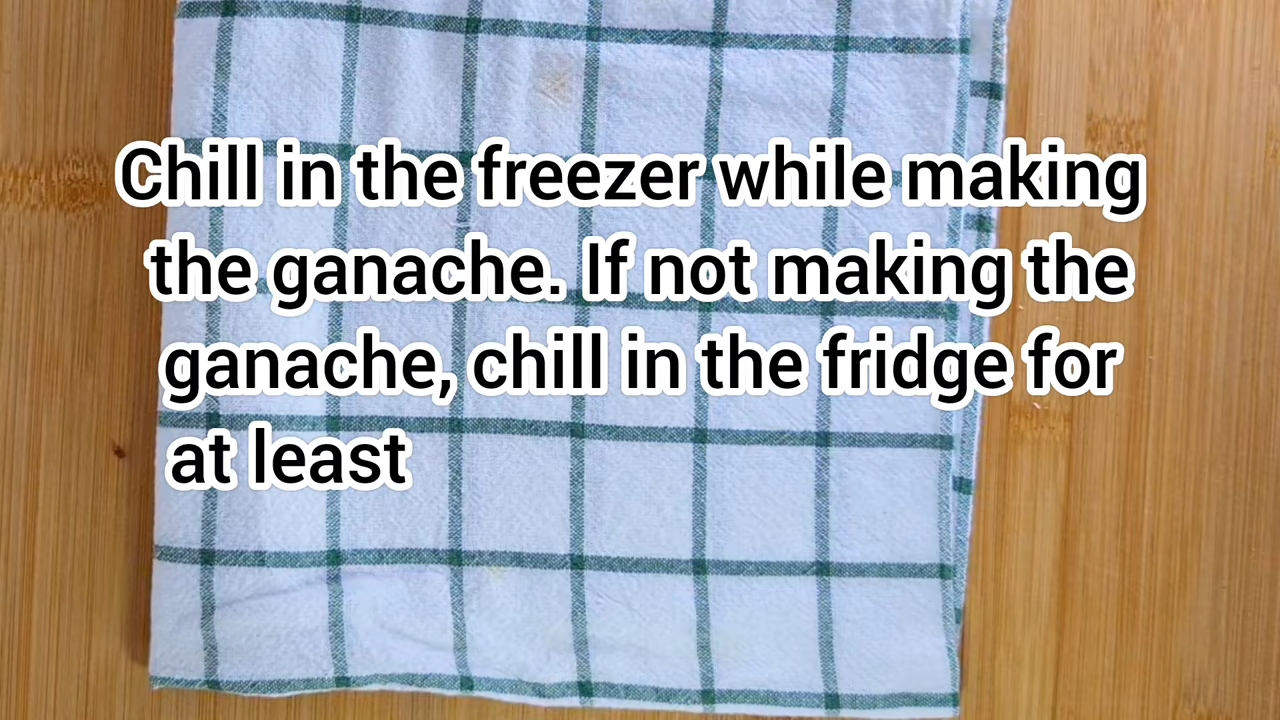 Chill in the freezer while making
the ganache. If not making the
ganache, chill in the fridge for
at least